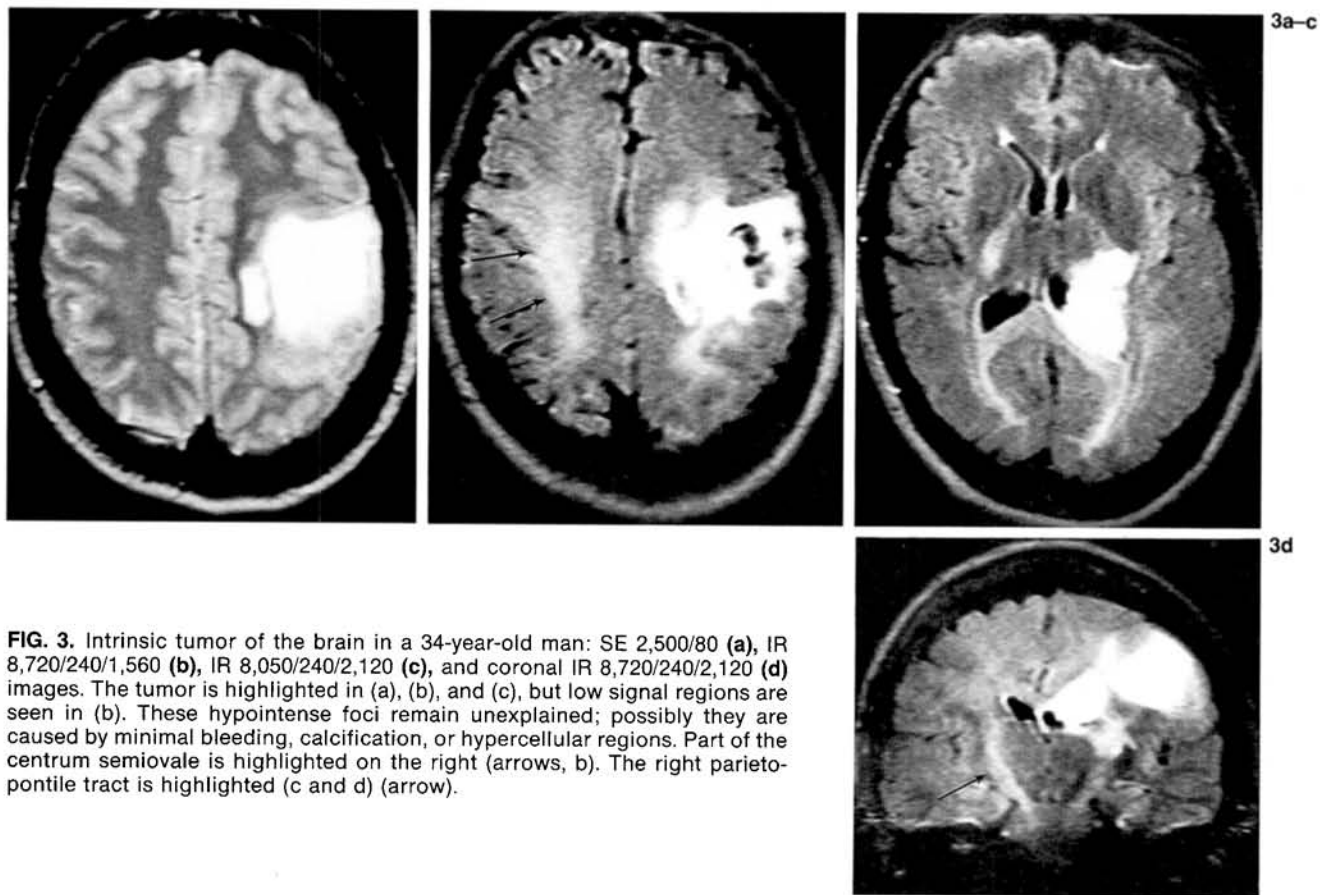 3a–c
3d
FIG. 3. Intrinsic tumor of the brain in a 34-year-old man: SE 2,500/80 (a), IR
8,720/240/1,560 (b), IR 8,050/240/2,120 (c), and coronal IR 8,720/240/2,120 (d)
images. The tumor is highlighted in (a), (b), and (c), but low signal regions are
seen in (b). These hypointense foci remain unexplained; possibly they are
caused by minimal bleeding, calcification, or hypercellular regions. Part of the
centrum semiovale is highlighted on the right (arrows, b). The right parieto-
pontile tract is highlighted (c and d) (arrow).